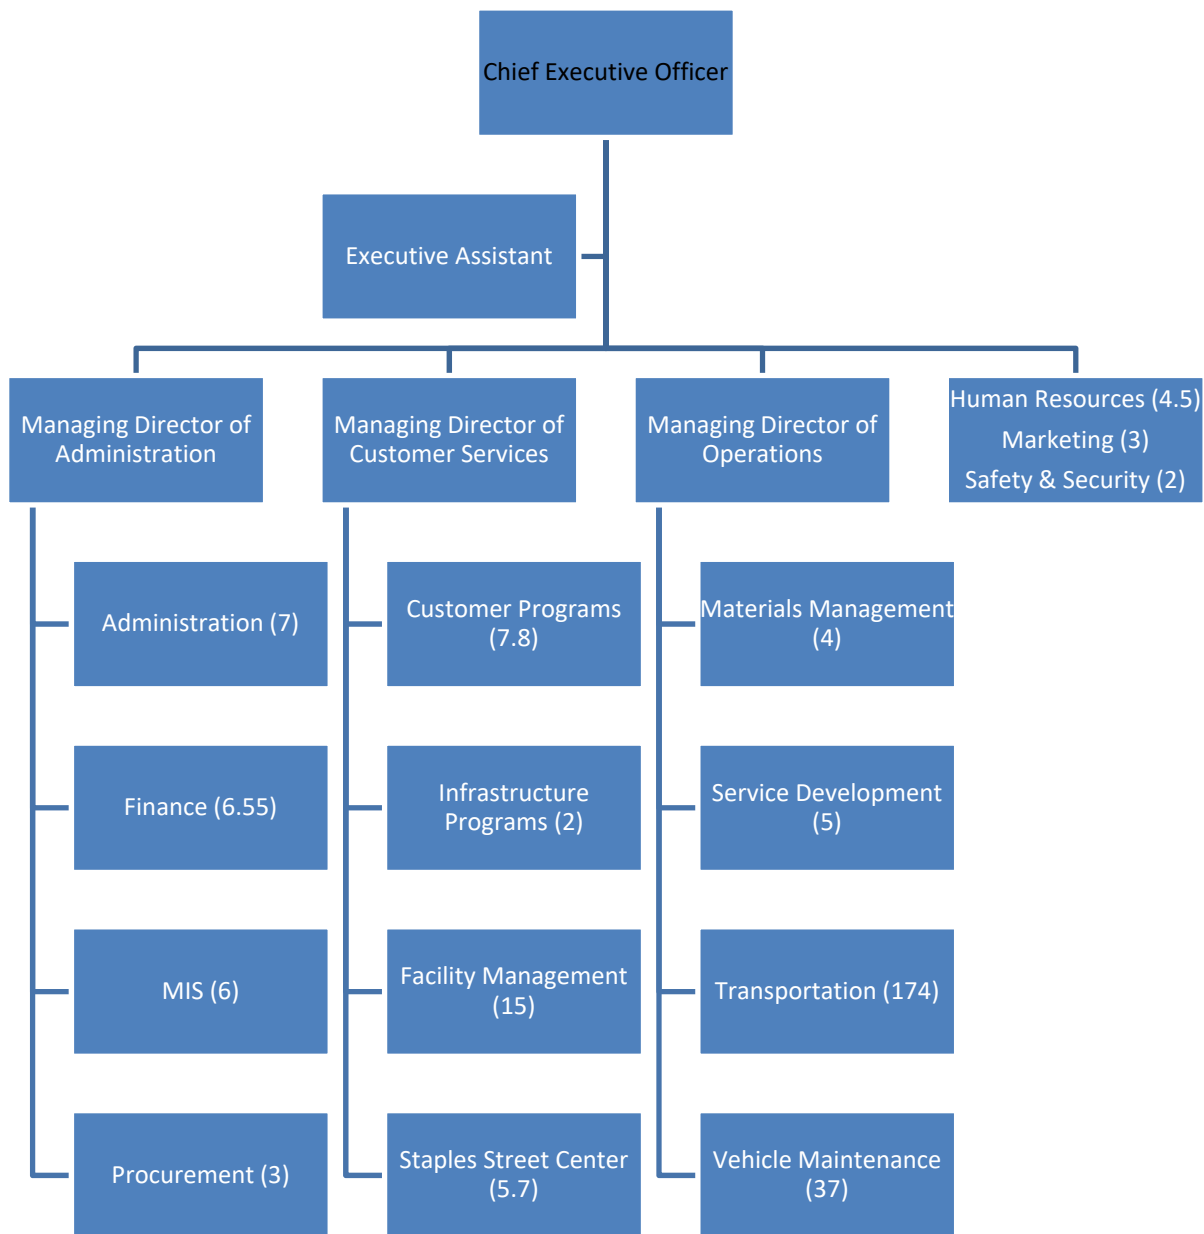 Chief Executive Officer
Executive Assistant
Managing Director of
Administration
Managing Director of
Customer Services
Managing Director of
Operations
Human Resources (4.5)
Marketing (3)
Safety & Security (2)
Administration (7)
Customer Programs
(7.8)
Materials Management
(4)
Finance (6.55)
Infrastructure
Programs (2)
Service Development
(5)
MIS (6)
Facility Management
(15)
Transportation (174)
Procurement (3)
Staples Street Center
(5.7)
Vehicle Maintenance
(37)